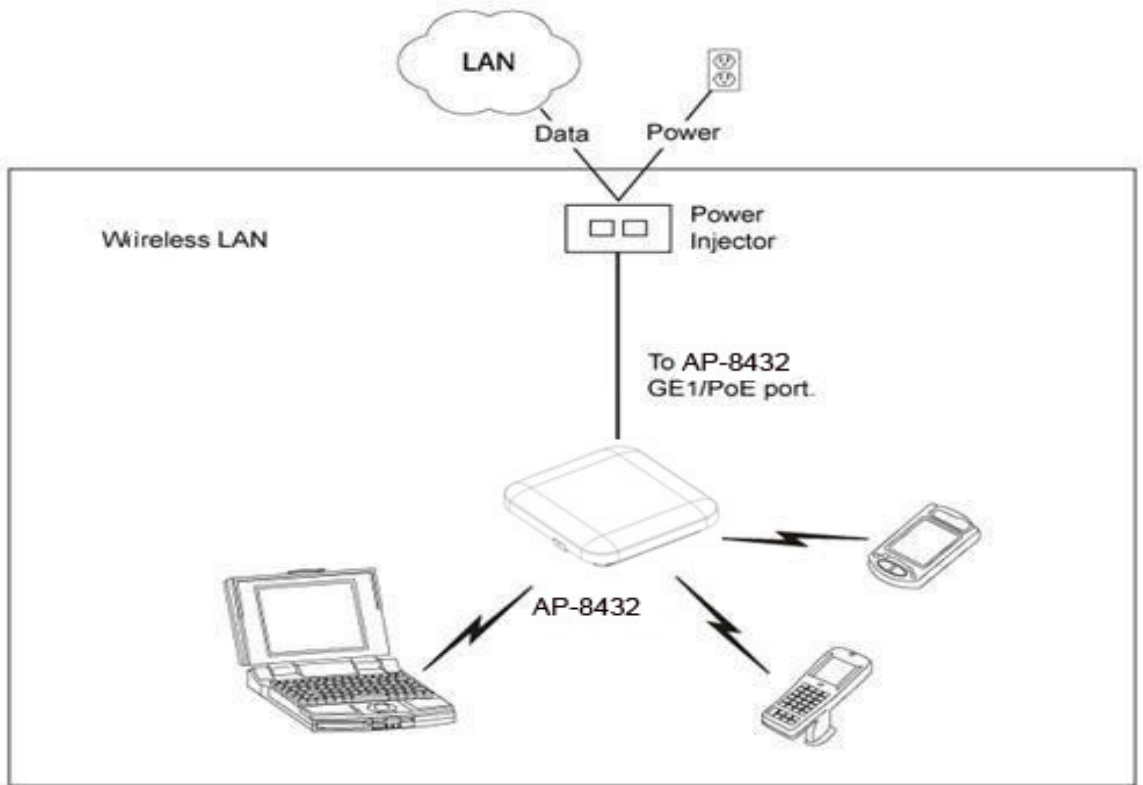 LAN
Data
Power
Power
Injector
Wireless LAN
To AP-8432
GE1/PoE port.
AP-8432